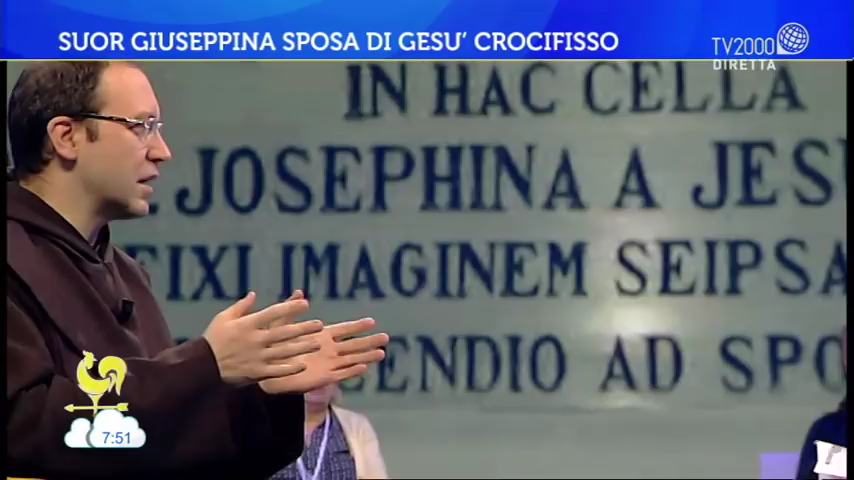 SUOR GIUSEPPINA SPOSA DI GESU' CROCIFISSO
TV2000
DIRETTA
IN HAC CELLA
JOSEPHINA A JESU
FIXI IMAGINEM SEIPSA
CENDIO AD SPO
7:51